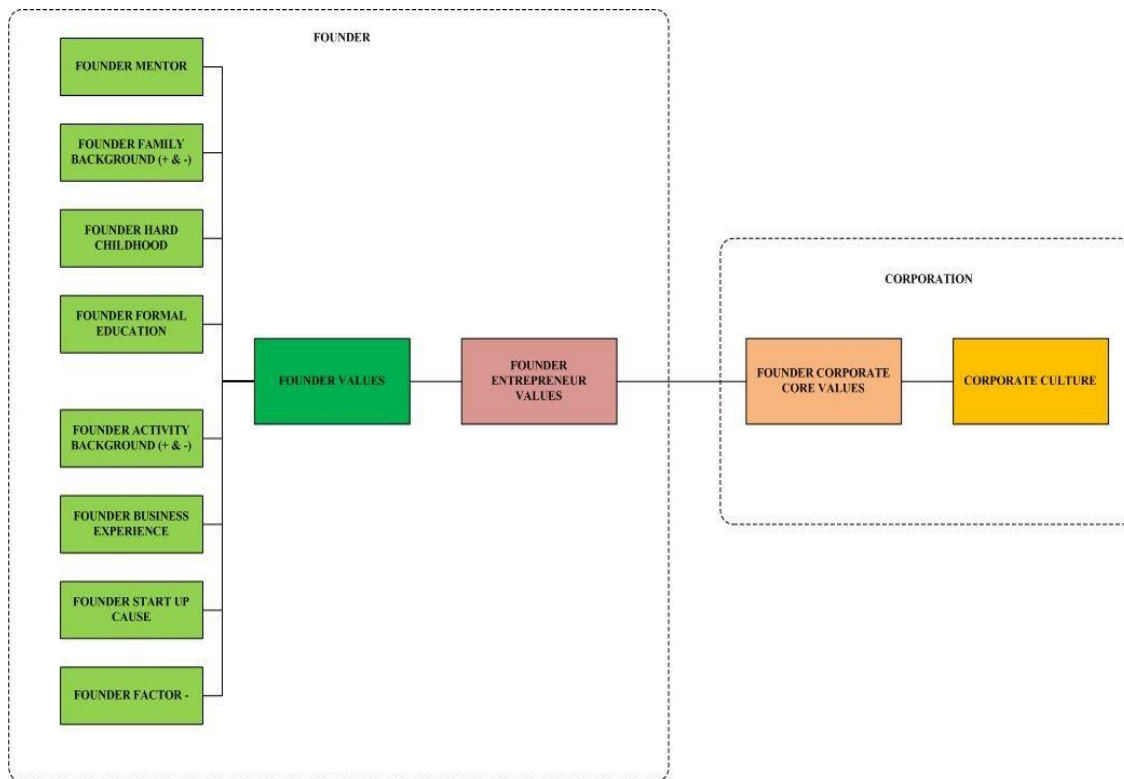 FOUNDER
FOUNDER MENTOR
FOUNDER FAMILY
BACKGROUND (+ & -)
FOUNDER HARD
CHILDHOOD
FOUNDER FORMAL
EDUCATION
FOUNDER ACTIVITY
BACKGROUND (+ & -)
FOUNDER BUSINESS
EXPERIENCE
FOUNDER START UP
CAUSE
FOUNDER FACTOR -
FOUNDER VALUES
FOUNDER
ENTREPRENEUR
VALUES
CORPORATION
FOUNDER CORPORATE
CORE VALUES
CORPORATE CULTURE